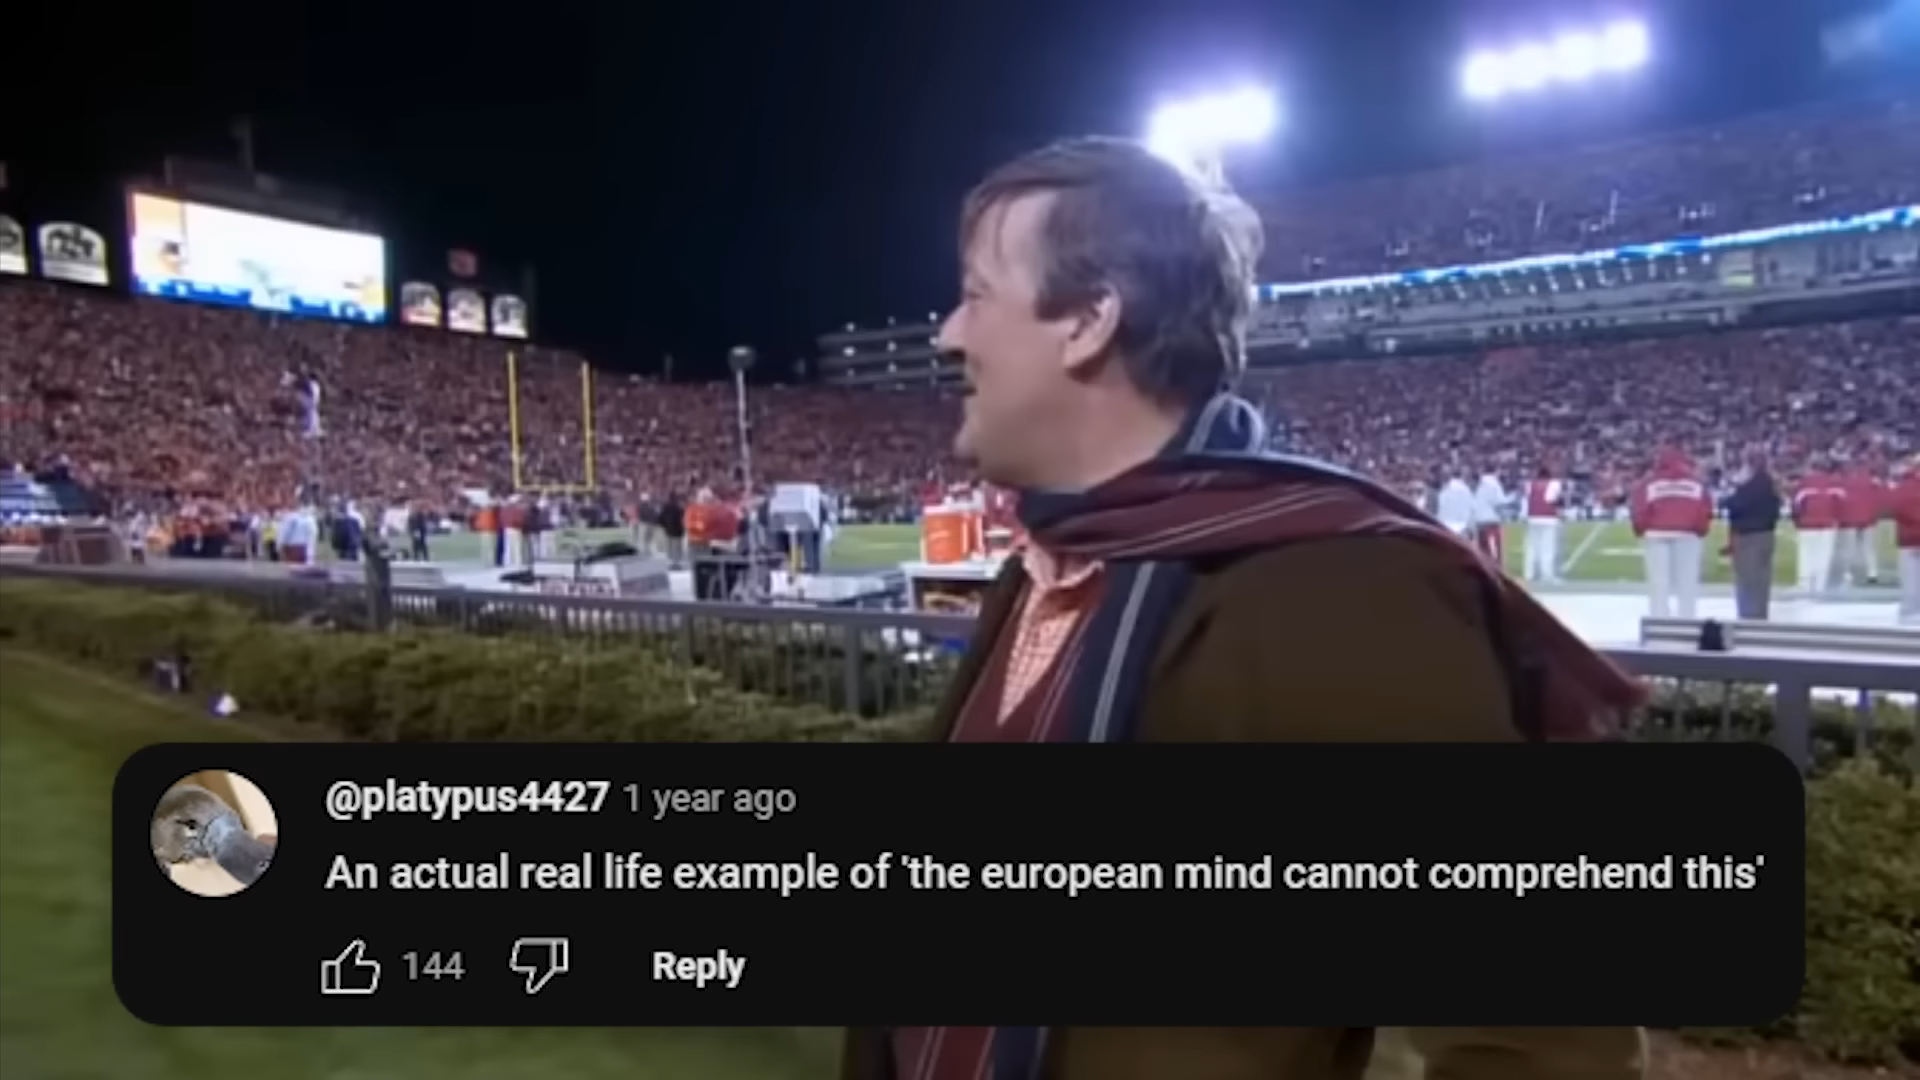 @platypus4427 1 year ago
An actual real life example of 'the european mind cannot comprehend this'
144
Reply